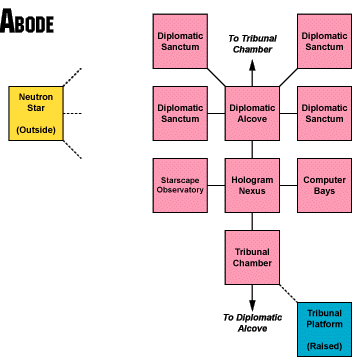 ABODE
Diplomatic
Sanctum
To Tribunal
Chamber
Diplomatic
Sanctum
Neutron
Star
(Outside)
Diplomatic
Sanctum
Diplomatic
Alcove
Diplomatic
Sanctum
Starscape
Observatory
Hologram
Nexus
Computer
Bays
Tribunal
Chamber
To Diplomatic
Alcove
Tribunal
Platform
(Raised)